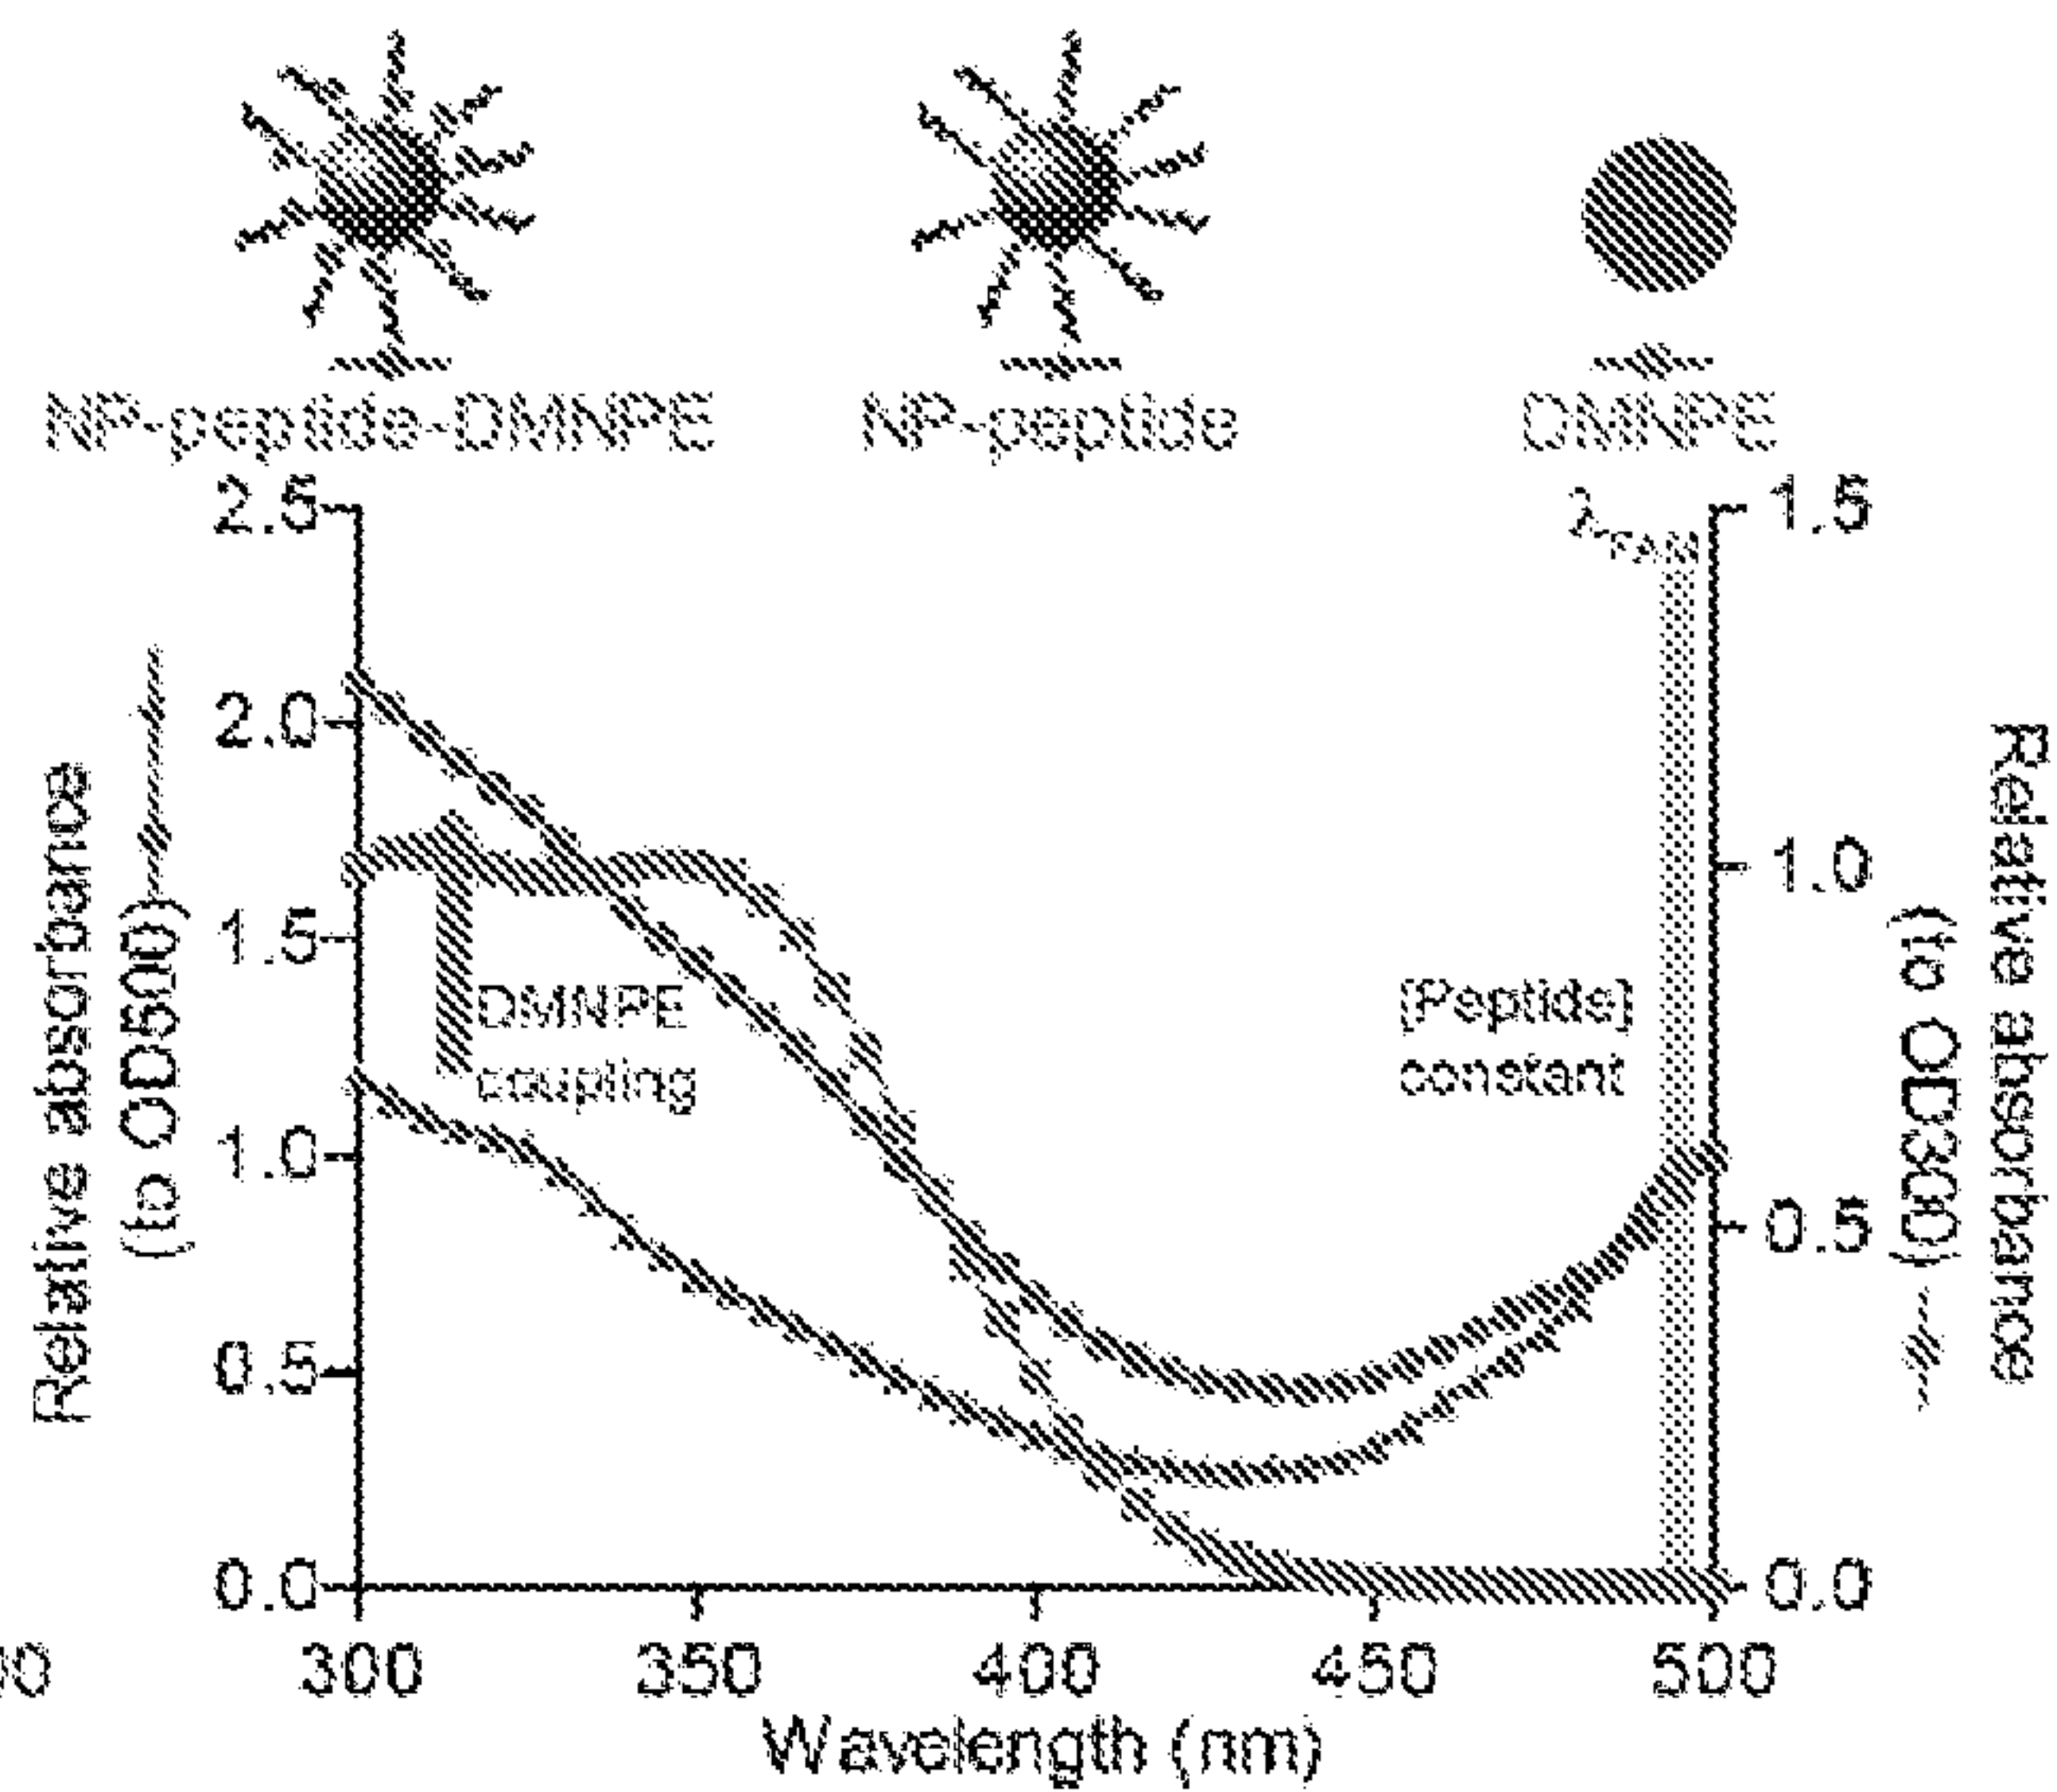 NP-peptide-DMNPE
NP-peptide
DMNPE
2.5
2.0
1.5
1.0
0.5
0.0
Relative absorbance
(to OD500)
λFAM
DMNPE
coupling
[Peptide]
constant
1.5
1.0
0.5
0.0
Relative absorbance
(to OD300)
300
350
400
450
500
Wavelength (nm)